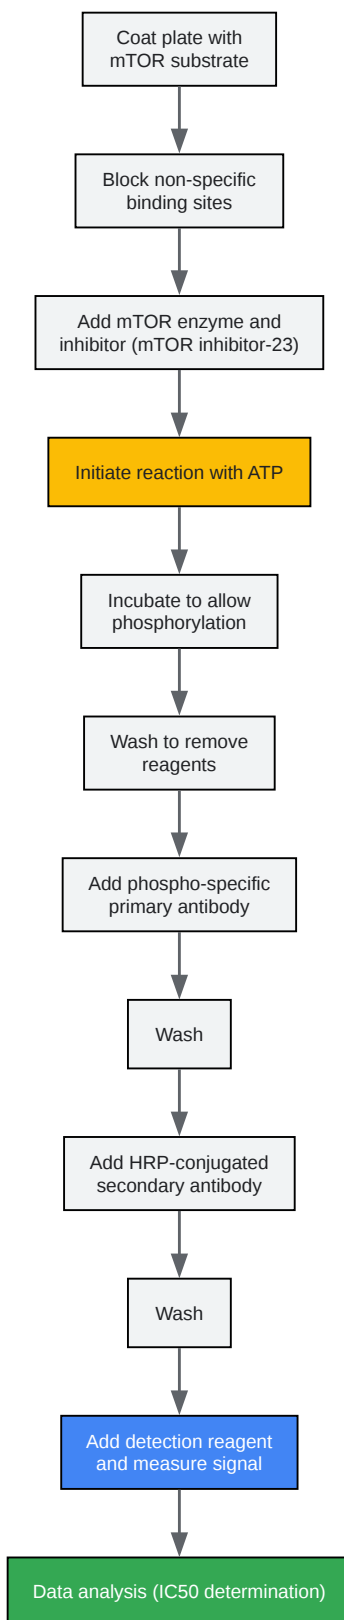 Coat plate with
mTOR substrate
Block non-specific
binding sites
Add mTOR enzyme and
inhibitor (mTOR inhibitor-23)
Initiate reaction with ATP
Incubate to allow
phosphorylation
Wash to remove
reagents
Add phospho-specific
primary antibody
Wash
Add HRP-conjugated
secondary antibody
Wash
Add detection reagent
and measure signal
Data analysis (IC50 determination)